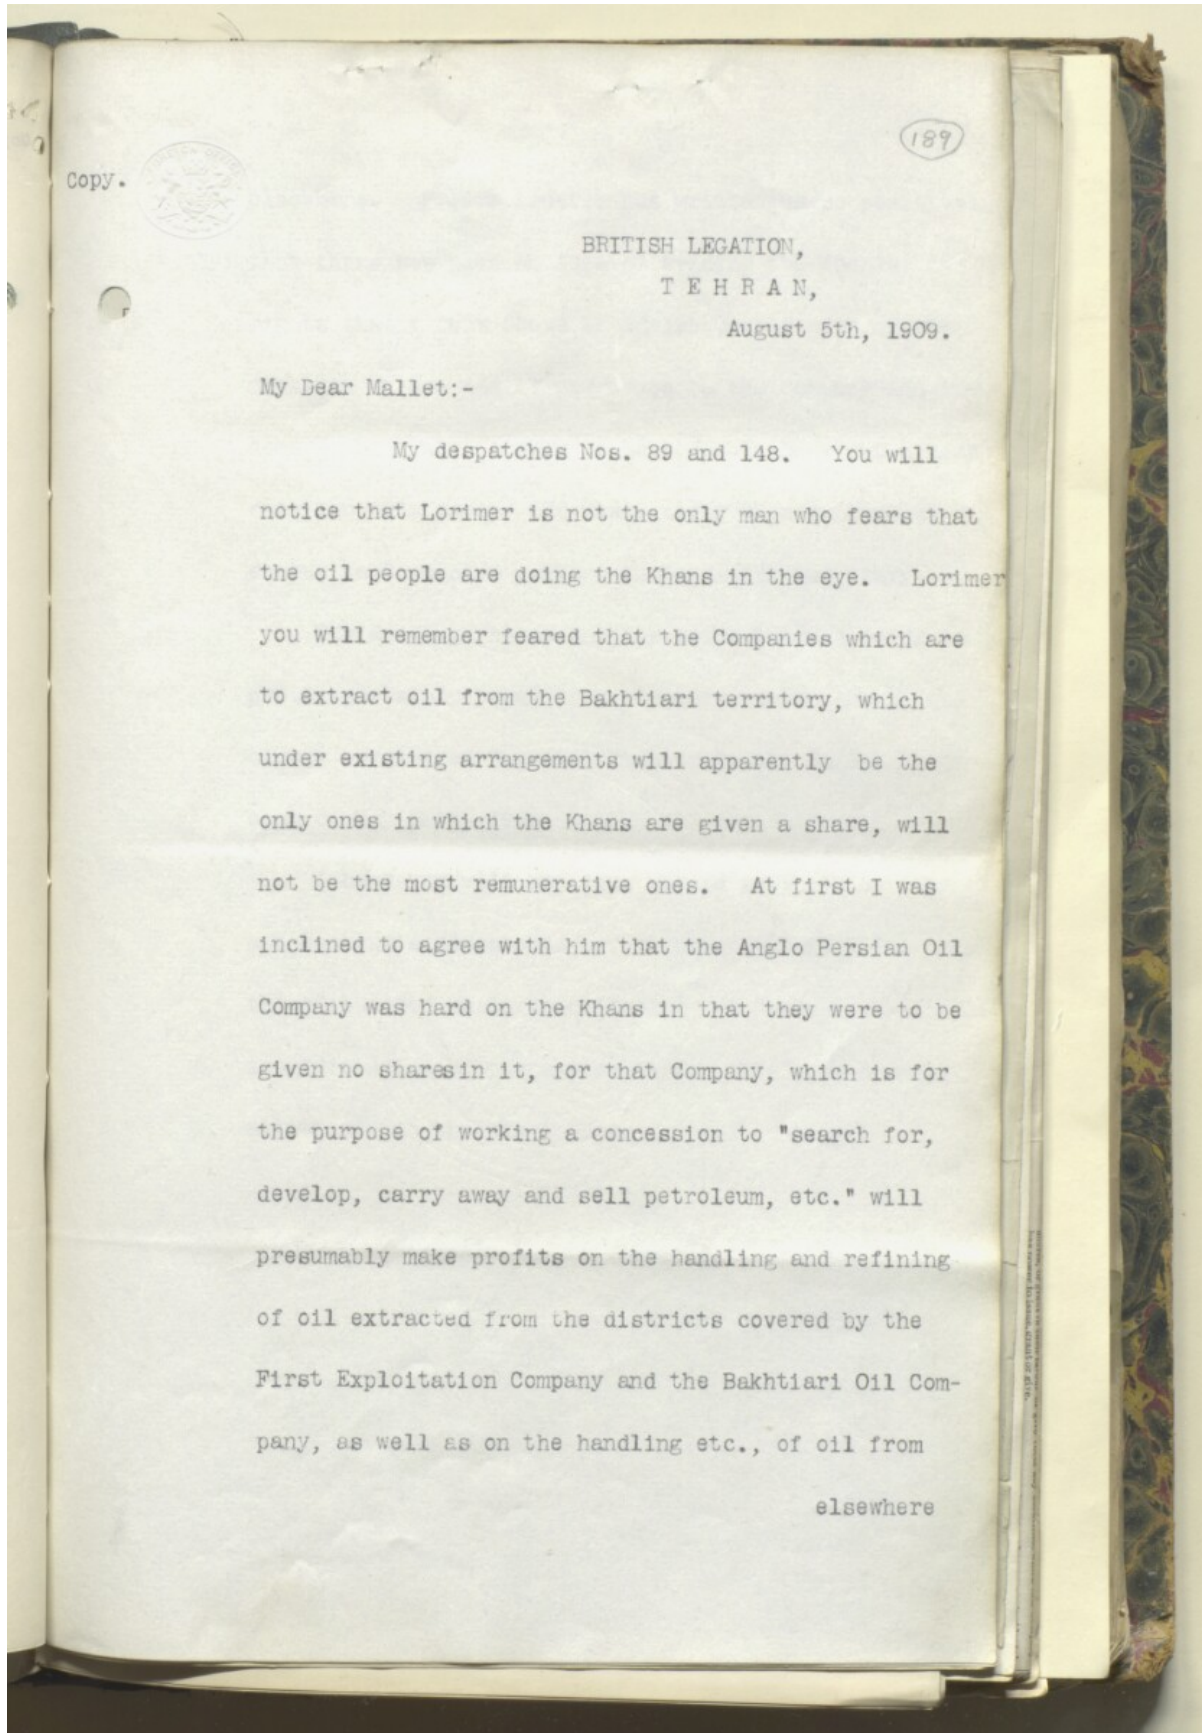 189
Copy.
BRITISH LEGATION,
T E H R A N,
August 5th, 1909.
My Dear Mallet:-
My despatches Nos. 89 and 148. You will
notice that Lorimer is not the only man who fears that
the oil people are doing the Khans in the eye. Lorimer
you will remember feared that the Companies which are
to extract oil from the Bakhtiari territory, which
under existing arrangements will apparently be the
only ones in which the Khans are given a share, will
not be the most remunerative ones. At first I was
inclined to agree with him that the Anglo Persian Oil
Company was hard on the Khans in that they were to be
given no shares in it, for that Company, which is for
the purpose of working a concession to "search for,
develop, carry away and sell petroleum, etc." will
presumably make profits on the handling and refining
of oil extracted from the districts covered by the
First Exploitation Company and the Bakhtiari Oil Com-
pany, as well as on the handling etc., of oil from
elsewhere